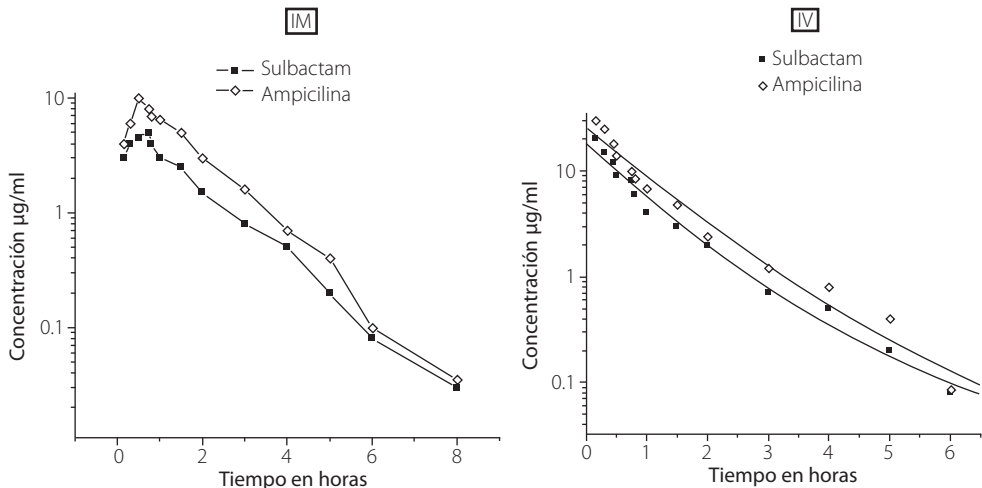 IM
Sulbactam
Ampicilina
Concentración µg/ml
10
1
0.1
0 2 4 6 8
Tiempo en horas
IV
Sulbactam
Ampicilina
Concentración µg/ml
10
1
0.1
0 1 2 3 4 5 6
Tiempo en horas